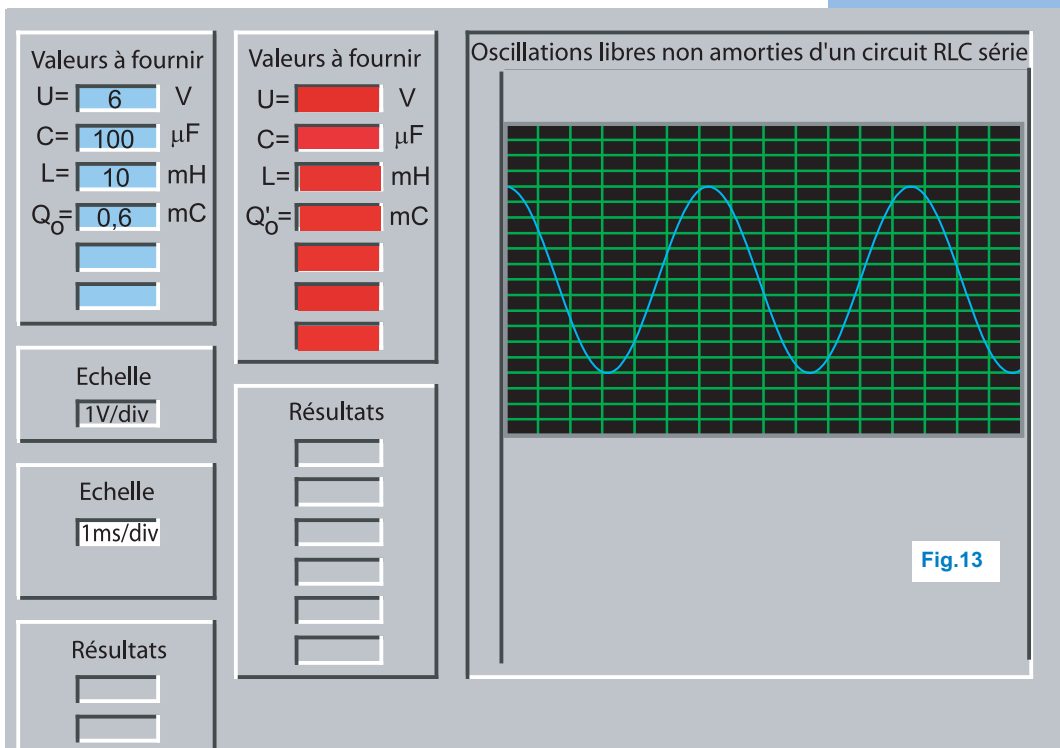 Valeurs à fournir
U= 6 V
C= 100 μF
L= 10 mH
Qo= 0,6 mC
Echelle
1V/div
Echelle
1ms/div
Résultats
Valeurs à fournir
U= V
C= μF
L= mH
Q'o= mC
Résultats
Oscillations libres non amorties d'un circuit RLC série
Fig.13